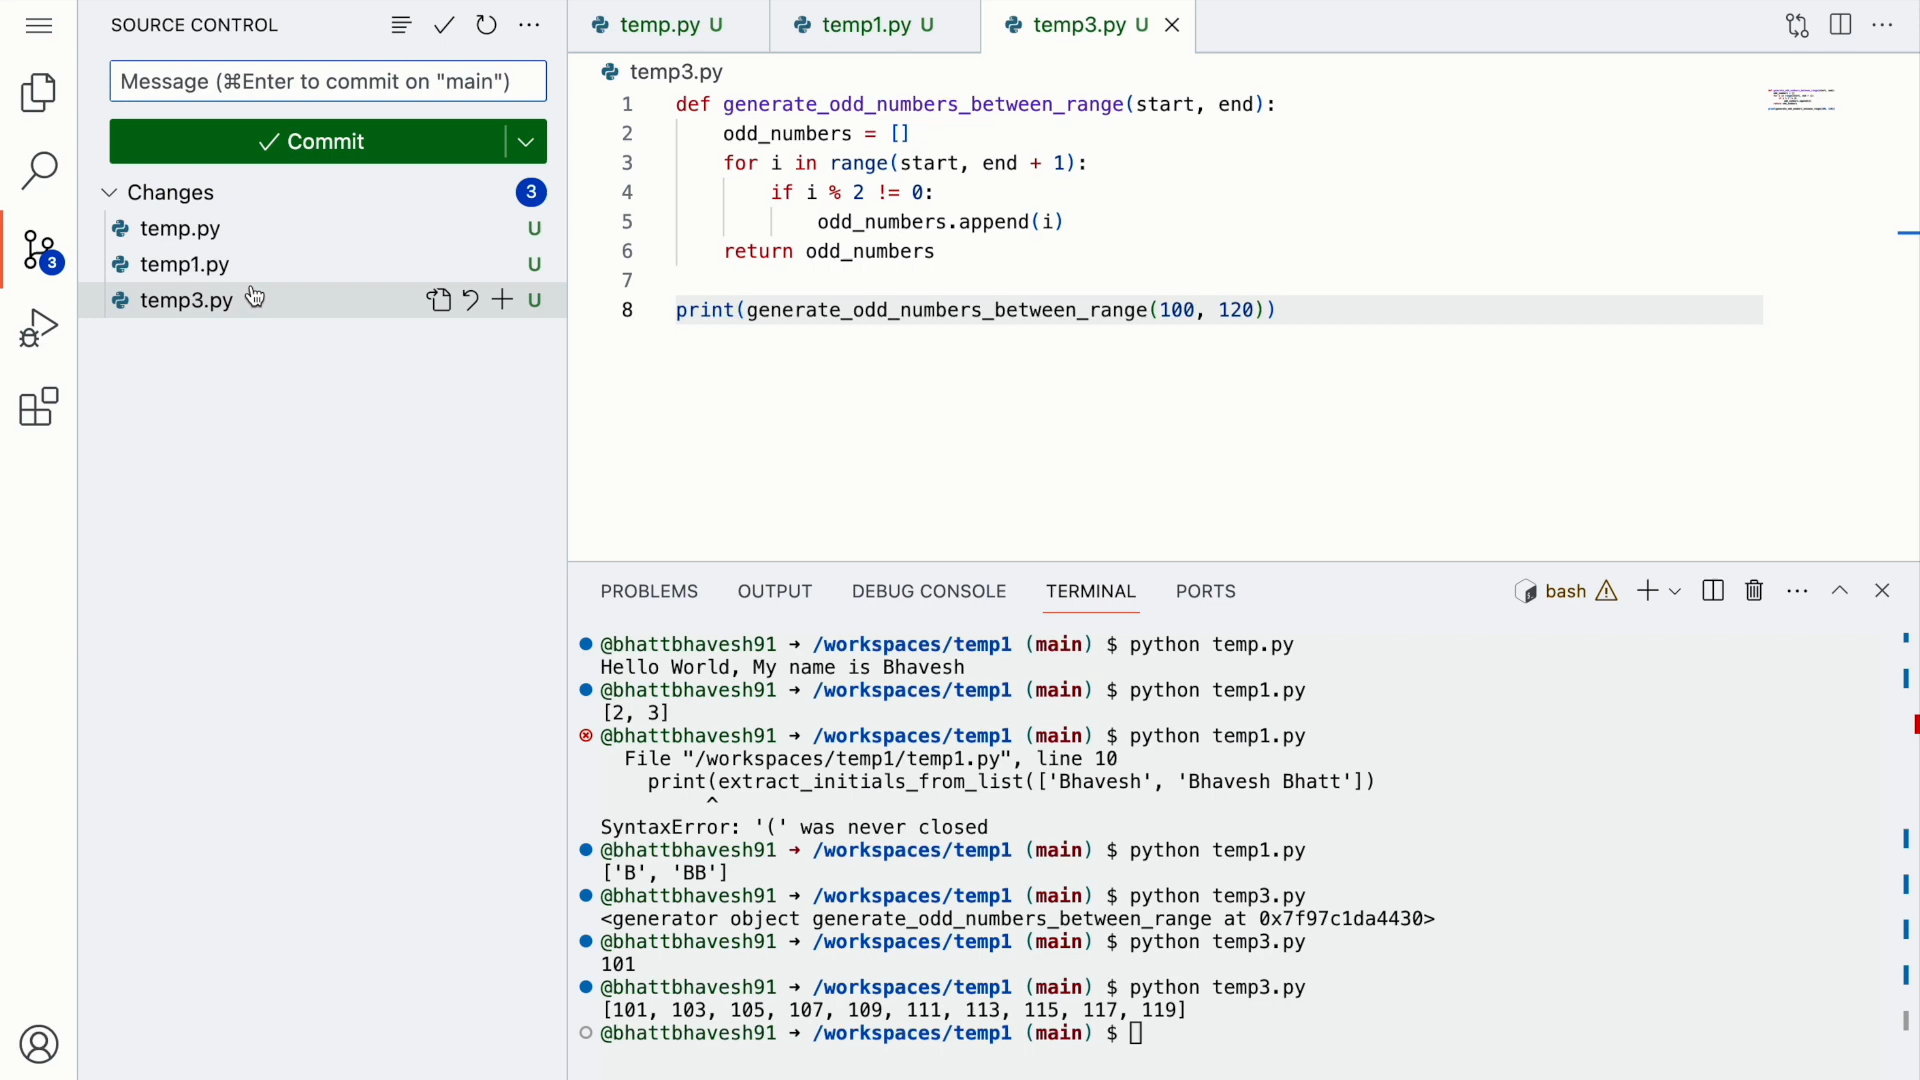 SOURCE CONTROL
Message (⌘Enter to commit on "main")
Commit
Changes
3
temp.py U
temp1.py U
temp3.py U
3
temp.py U
temp1.py U
temp3.py U
temp3.py
1 def generate_odd_numbers_between_range(start, end):
2 odd_numbers = []
3 for i in range(start, end + 1):
4 if i % 2 != 0:
5 odd_numbers.append(i)
6 return odd_numbers
7
8 print(generate_odd_numbers_between_range(100, 120))
PROBLEMS OUTPUT DEBUG CONSOLE TERMINAL PORTS
bash
@bhattbhavesh91 → /workspaces/temp1 (main) $ python temp.py
Hello World, My name is Bhavesh
@bhattbhavesh91 → /workspaces/temp1 (main) $ python temp1.py
[2, 3]
@bhattbhavesh91 → /workspaces/temp1 (main) $ python temp1.py
File "/workspaces/temp1/temp1.py", line 10
print(extract_initials_from_list(['Bhavesh', 'Bhavesh Bhatt'])
^
SyntaxError: '(' was never closed
@bhattbhavesh91 → /workspaces/temp1 (main) $ python temp1.py
['B', 'BB']
@bhattbhavesh91 → /workspaces/temp1 (main) $ python temp3.py
<generator object generate_odd_numbers_between_range at 0x7f97c1da4430>
@bhattbhavesh91 → /workspaces/temp1 (main) $ python temp3.py
101
@bhattbhavesh91 → /workspaces/temp1 (main) $ python temp3.py
[101, 103, 105, 107, 109, 111, 113, 115, 117, 119]
@bhattbhavesh91 → /workspaces/temp1 (main) $